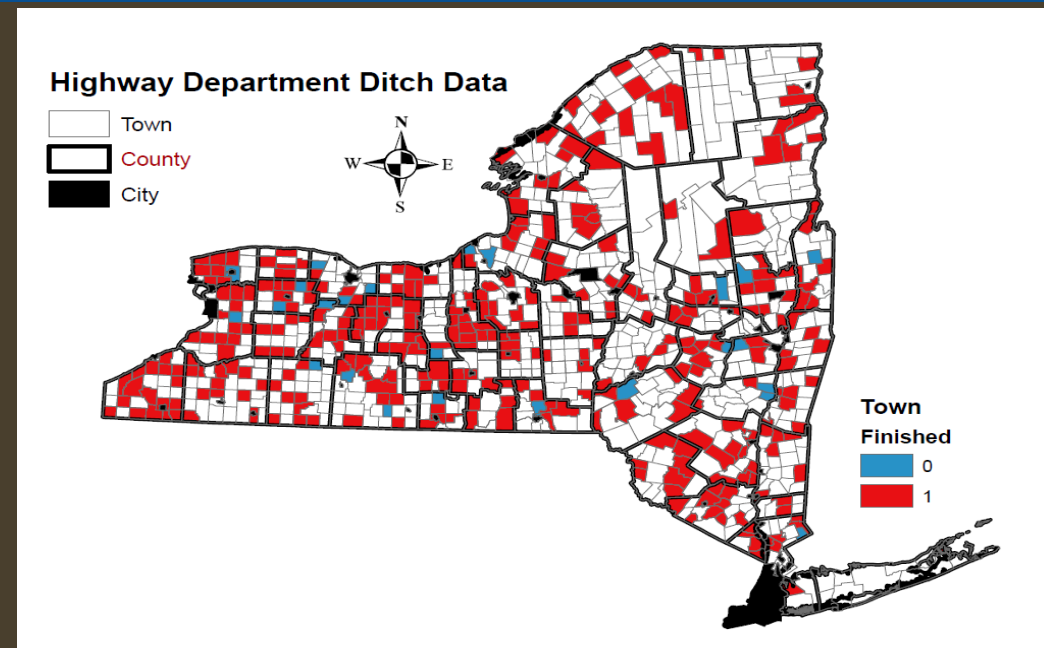 Highway Department Ditch Data
Town
County
City
N
W E
S
Town
Finished
0
1